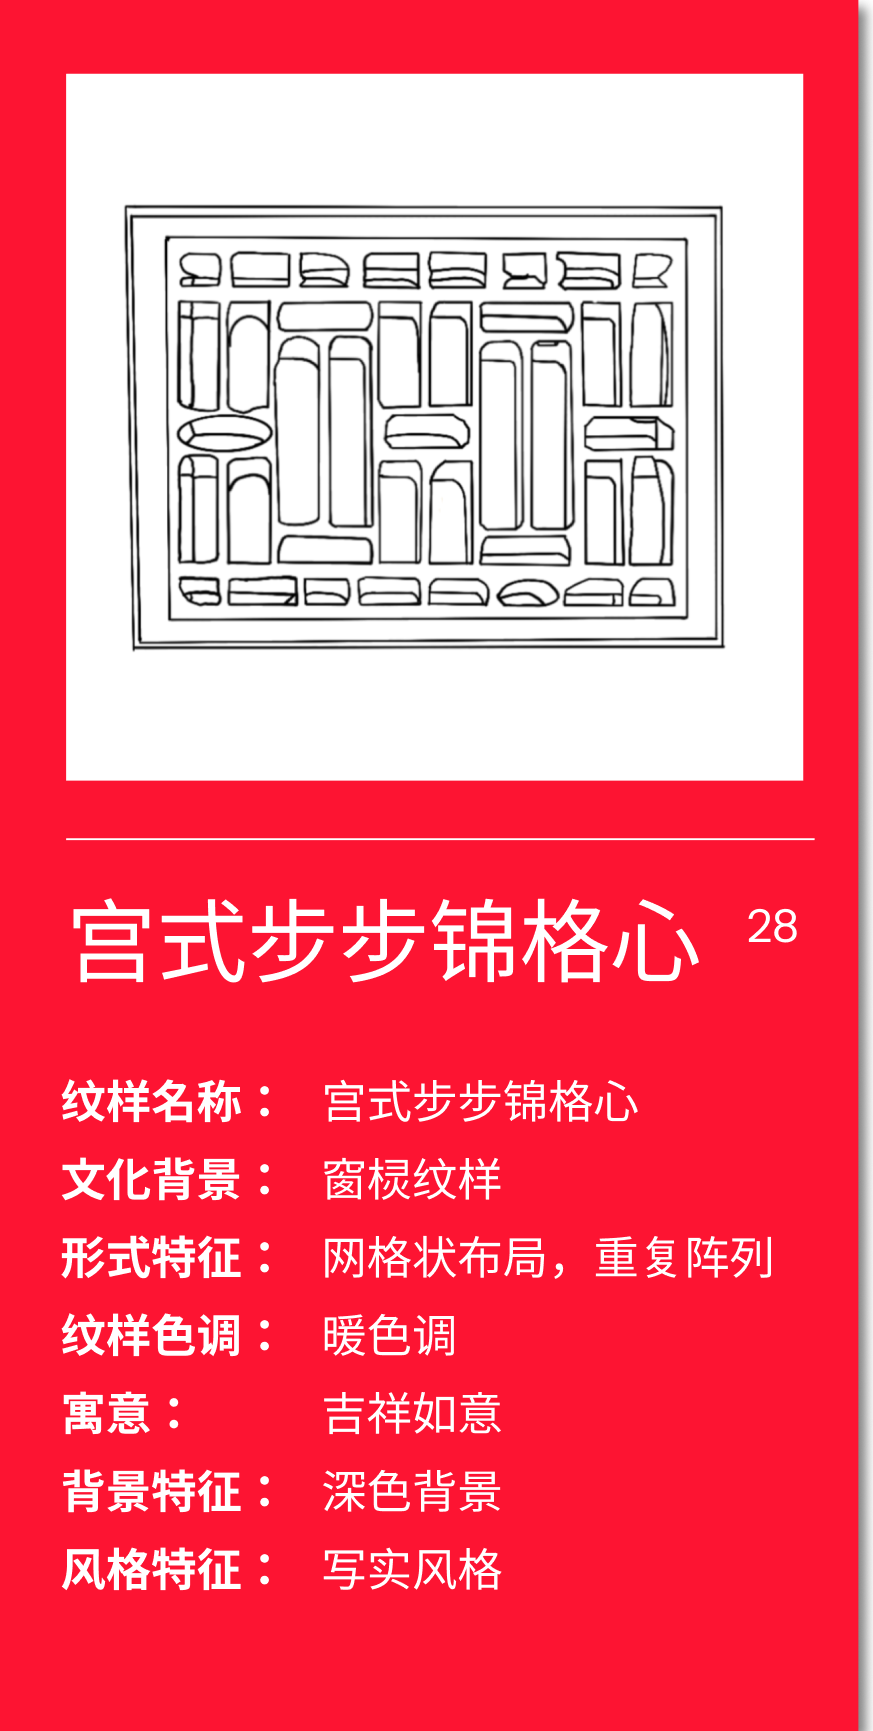 宫式步步锦格心 28
纹样名称： 宫式步步锦格心
文化背景： 窗棂纹样
形式特征： 网格状布局，重复阵列
纹样色调： 暖色调
寓意： 吉祥如意
背景特征： 深色背景
风格特征： 写实风格